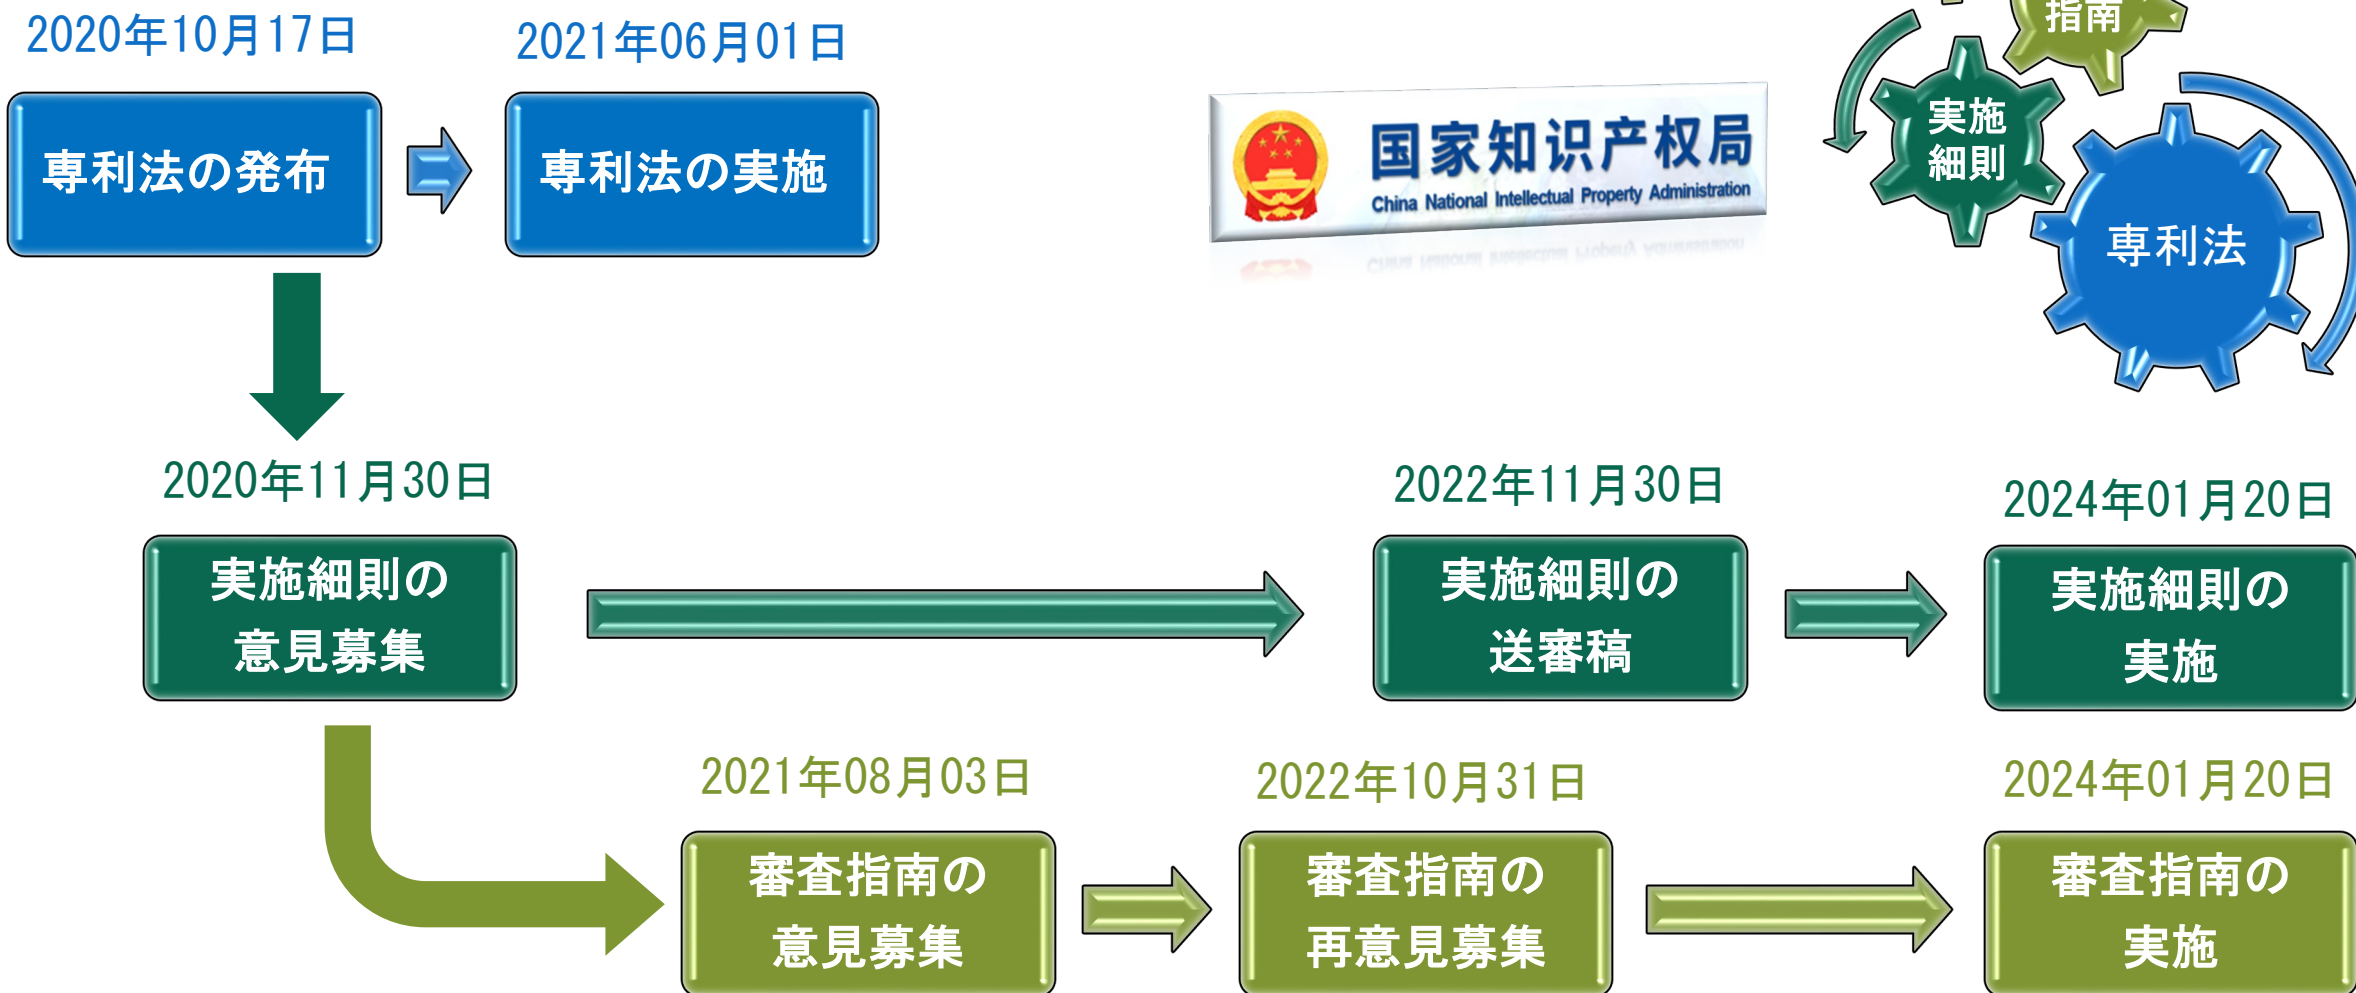 2020年10月17日
2021年06月01日
専利法の発布
専利法の実施
国家知识产权局
China National Intellectual Property Administration
指南
実施
細則
専利法
2020年11月30日
2022年11月30日
2024年01月20日
実施細則の
意見募集
実施細則の
送審稿
実施細則の
実施
2021年08月03日
2022年10月31日
2024年01月20日
審査指南の
意見募集
審査指南の
再意見募集
審査指南の
実施